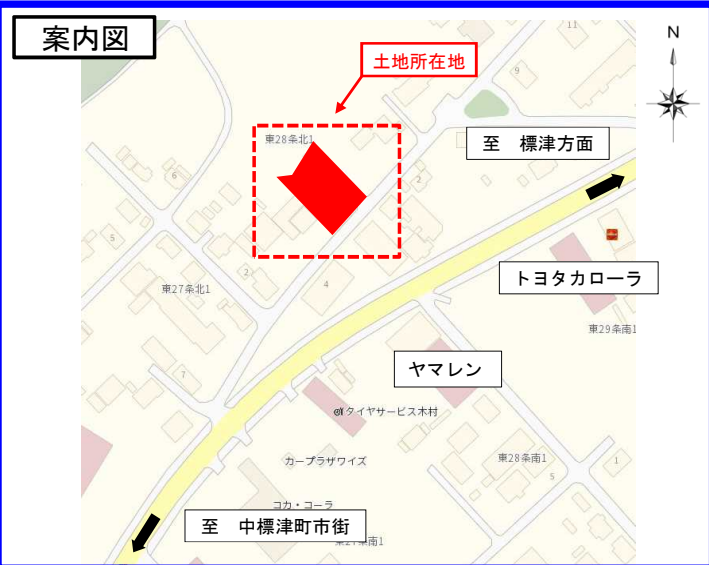 案内図
N
土地所在地
11
9
東28条北1
至　標津方面
6
2
5
2
4
東27条北1
トヨタカローラ
東29条南1
ヤマレン
7
タイヤサービス木村
カープラザワイズ
東28条南1
1
5
コカ・コーラ
至　中標津町市街
条南1